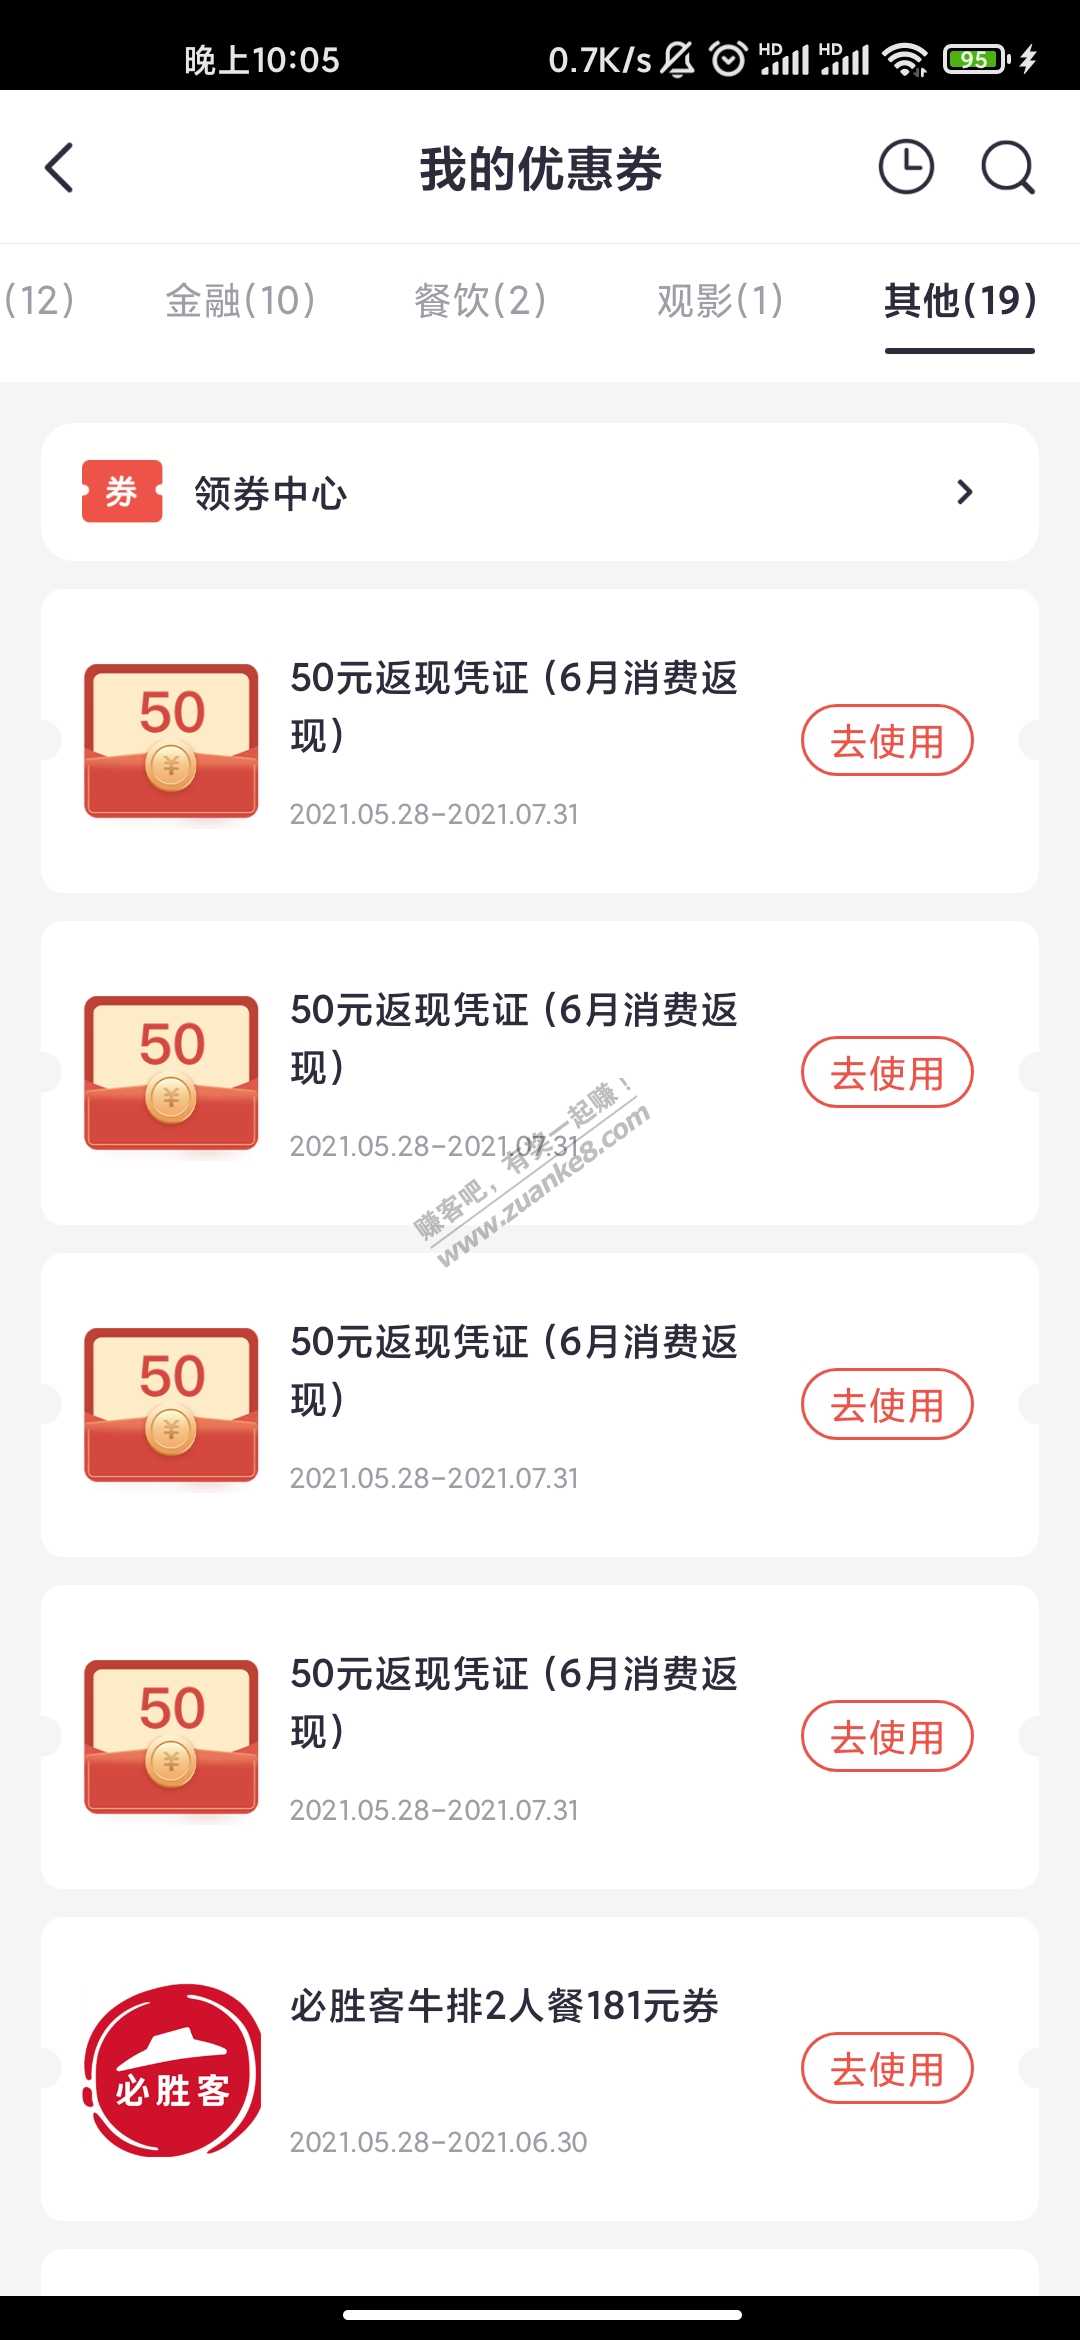 晚上10:05
0.7K/s HD HD 95
我的优惠券
(12) 金融(10) 餐饮(2) 观影(1) 其他(19)
券 领券中心
50元返现凭证（6月消费返
现）
50
¥
去使用
2021.05.28-2021.07.31
50元返现凭证（6月消费返
现）
50
¥
去使用
2021.05.28-2021.07.31
赚客吧，有奖一起赚！
www.zuanke8.com
50元返现凭证（6月消费返
现）
50
¥
去使用
2021.05.28-2021.07.31
50元返现凭证（6月消费返
现）
50
¥
去使用
2021.05.28-2021.07.31
必胜客牛排2人餐181元券
必胜客
去使用
2021.05.28-2021.06.30